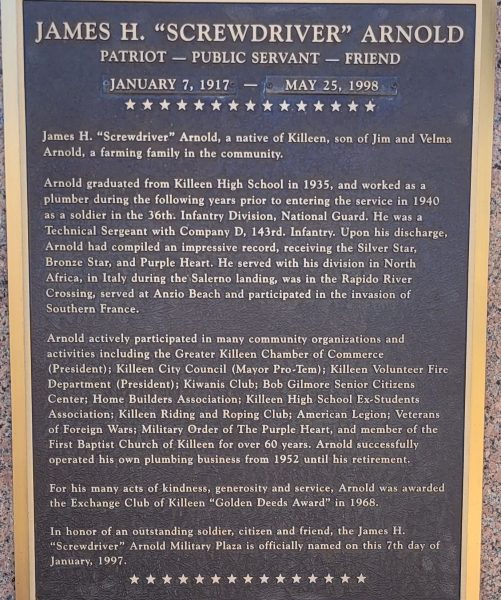 JAMES H. "SCREWDRIVER" ARNOLD
PATRIOT — PUBLIC SERVANT — FRIEND
JANUARY 7, 1917 — MAY 25, 1998
James H. "Screwdriver" Arnold, a native of Killeen, son of Jim and Velma
Arnold, a farming family in the community.
Arnold graduated from Killeen High School in 1935, and worked as a
plumber during the following years prior to entering the service in 1940
as a soldier in the 36th. Infantry Division, National Guard. He was a
Technical Sergeant with Company D, 143rd. Infantry. Upon his discharge,
Arnold had compiled an impressive record, receiving the Silver Star,
Bronze Star, and Purple Heart. He served with his division in North
Africa, in Italy during the Salerno landing, was in the Rapido River
Crossing, served at Anzio Beach and participated in the invasion of
Southern France.
Arnold actively participated in many community organizations and
activities including the Greater Killeen Chamber of Commerce
(President); Killeen City Council (Mayor Pro-Tem); Killeen Volunteer Fire
Department (President); Kiwanis Club; Bob Gilmore Senior Citizens
Center; Home Builders Association; Killeen High School Ex-Students
Association; Killeen Riding and Roping Club; American Legion; Veterans
of Foreign Wars; Military Order of The Purple Heart, and member of the
First Baptist Church of Killeen for over 60 years. Arnold successfully
operated his own plumbing business from 1952 until his retirement.
For his many acts of kindness, generosity and service, Arnold was awarded
the Exchange Club of Killeen "Golden Deeds Award" in 1968.
In honor of an outstanding soldier, citizen and friend, the James H.
"Screwdriver" Arnold Military Plaza is officially named on this 7th day of
January, 1997.